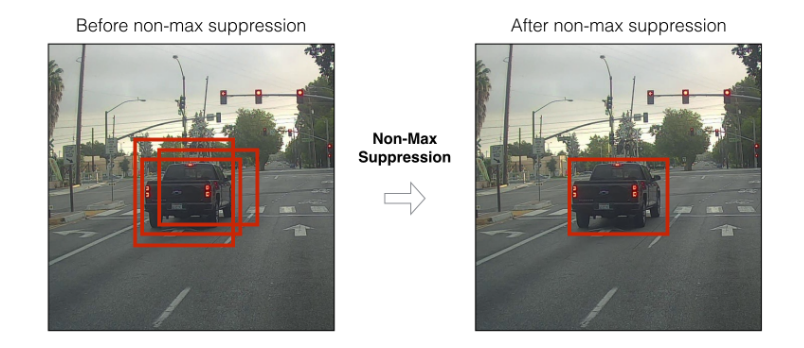 Before non-max suppression
After non-max suppression
Non-Max
Suppression